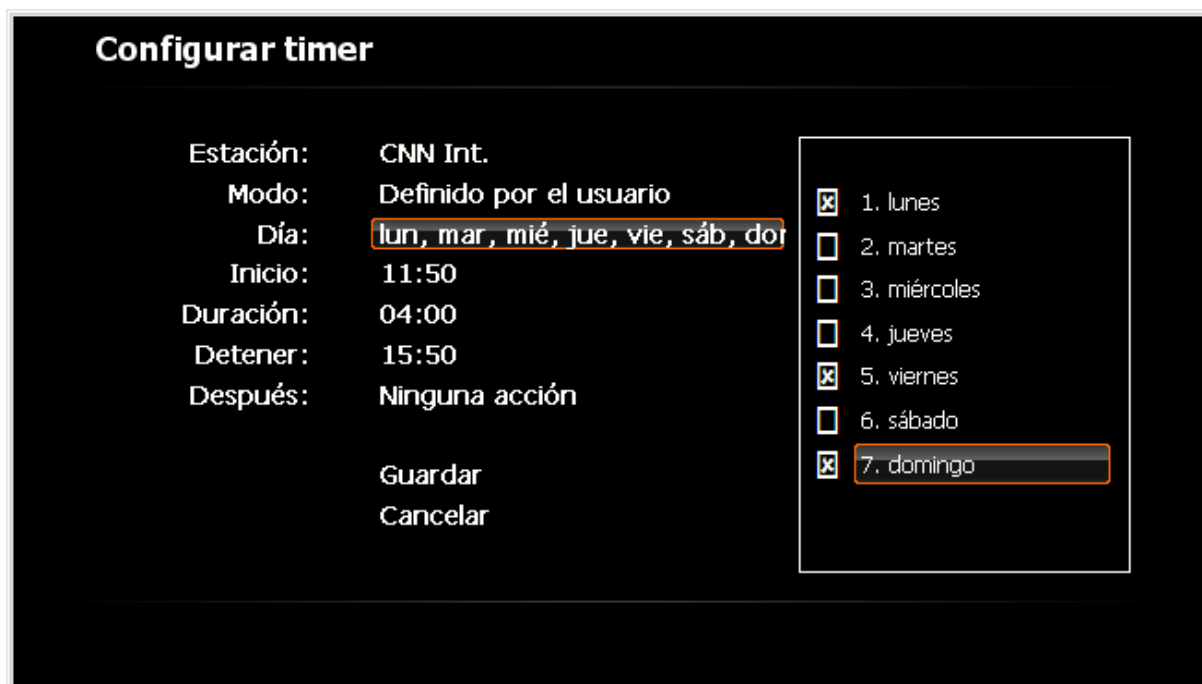 Configurar timer
Estación: CNN Int.
Modo: Definido por el usuario
Día: lun, mar, mié, jue, vie, sáb, dor
Inicio: 11:50
Duración: 04:00
Detener: 15:50
Después: Ninguna acción
Guardar
Cancelar
1. lunes
2. martes
3. miércoles
4. jueves
5. viernes
6. sábado
7. domingo